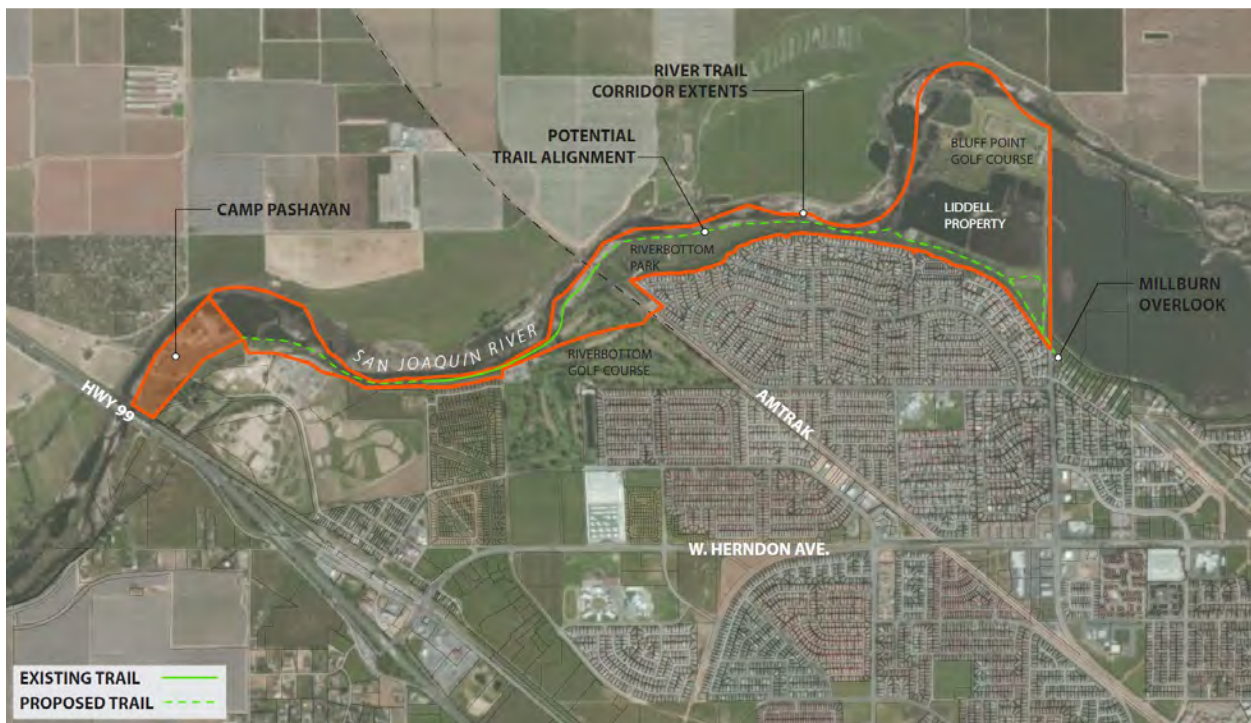 RIVER TRAIL
CORRIDOR EXTENTS
POTENTIAL
TRAIL ALIGNMENT
BLUFF POINT
GOLF COURSE
CAMP PASHAYAN
LIDDELL
PROPERTY
RIVERBOTTOM
PARK
MILLBURN
OVERLOOK
SAN JOAQUIN RIVER
RIVERBOTTOM
GOLF COURSE
HWY 99
AMTRAK
W. HERNDON AVE.
EXISTING TRAIL
PROPOSED TRAIL